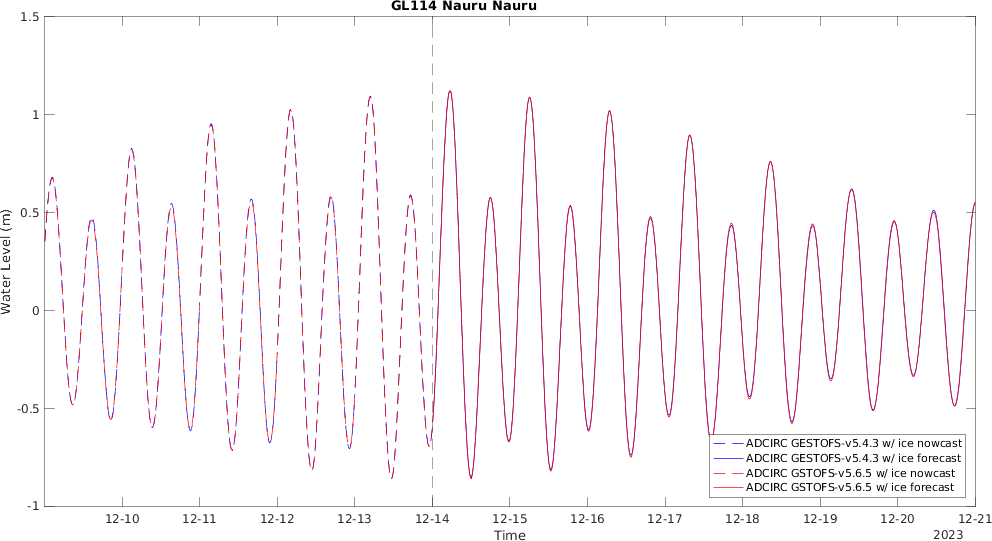 GL114 Nauru Nauru
1.5
1
0.5
0
-0.5
-1
Water Level (m)
12-10 12-11 12-12 12-13 12-14 12-15 12-16 12-17 12-18 12-19 12-20 12-21
Time
2023
ADCIRC GESTOFS-v5.4.3 w/ ice nowcast
ADCIRC GESTOFS-v5.4.3 w/ ice forecast
ADCIRC GSTOFS-v5.6.5 w/ ice nowcast
ADCIRC GSTOFS-v5.6.5 w/ ice forecast